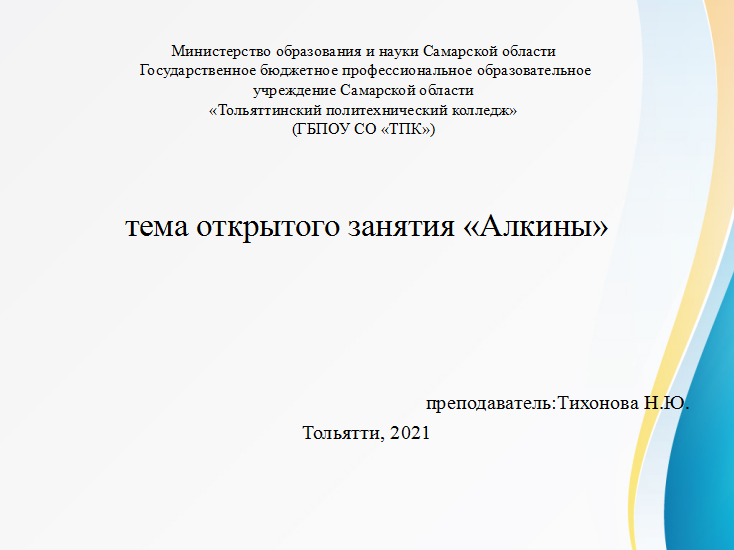 Министерство образования и науки Самарской области
Государственное бюджетное профессиональное образовательное
учреждение Самарской области
«Тольяттинский политехнический колледж»
(ГБПОУ СО «ТПК»)
тема открытого занятия «Алкины»
преподаватель:Тихонова Н.Ю.
Тольятти, 2021